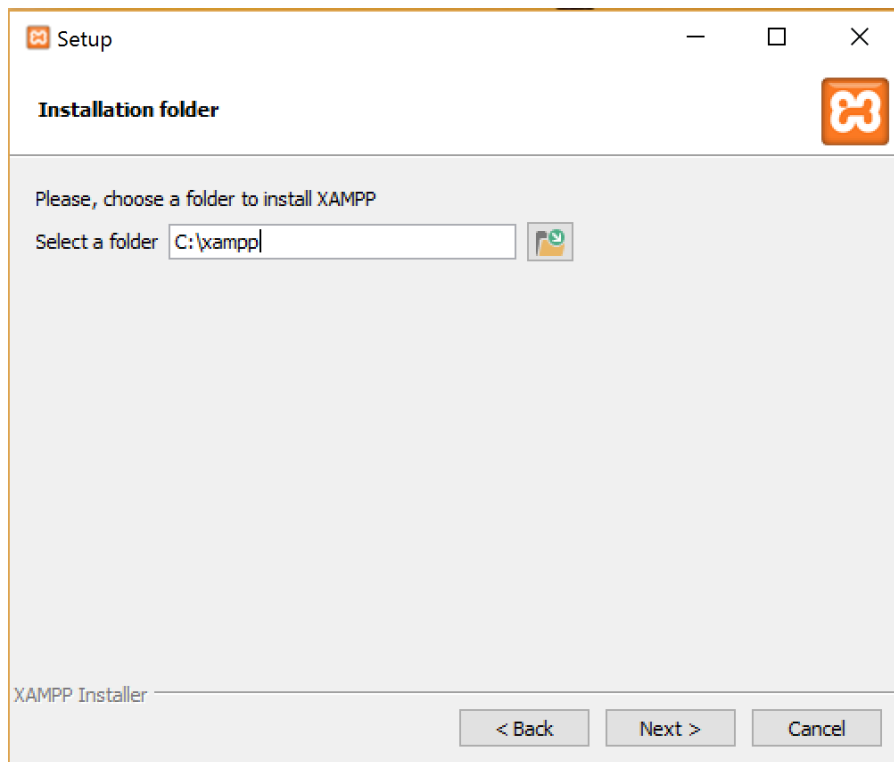 Setup
Installation folder
Please, choose a folder to install XAMPP
Select a folder C:\xampp
XAMPP Installer
< Back Next > Cancel